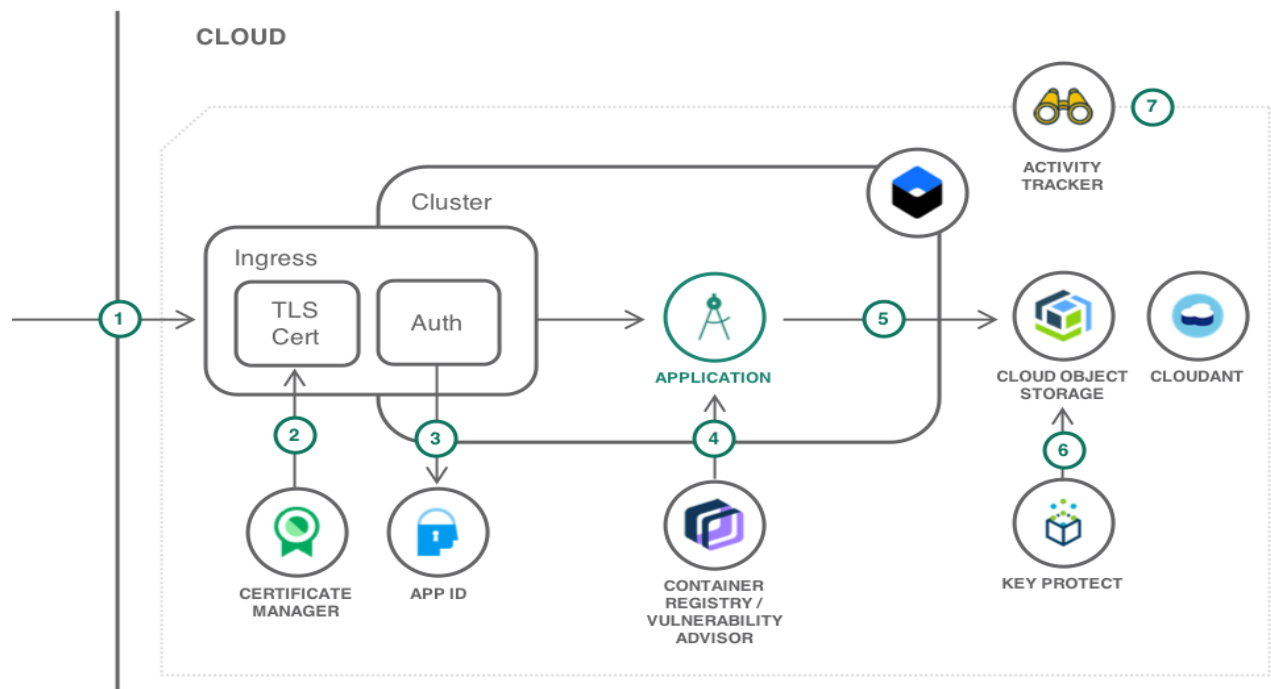 CLOUD
7
ACTIVITY
TRACKER
Cluster
Ingress
TLS
Cert
Auth
1
5
APPLICATION
CLOUD OBJECT
STORAGE
CLOUDANT
2
3
4
6
CERTIFICATE
MANAGER
APP ID
CONTAINER
REGISTRY /
VULNERABILITY
ADVISOR
KEY PROTECT